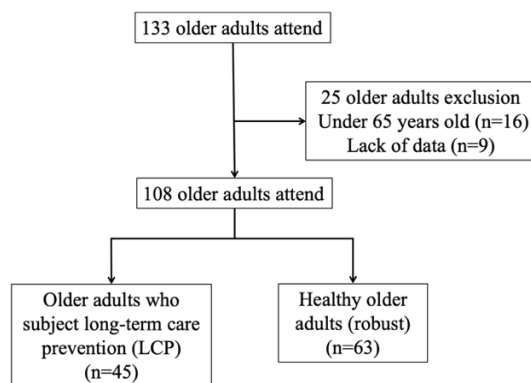 133 older adults attend
25 older adults exclusion
Under 65 years old (n=16)
Lack of data (n=9)
108 older adults attend
Older adults who
subject long-term care
prevention (LCP)
(n=45)
Healthy older
adults (robust)
(n=63)